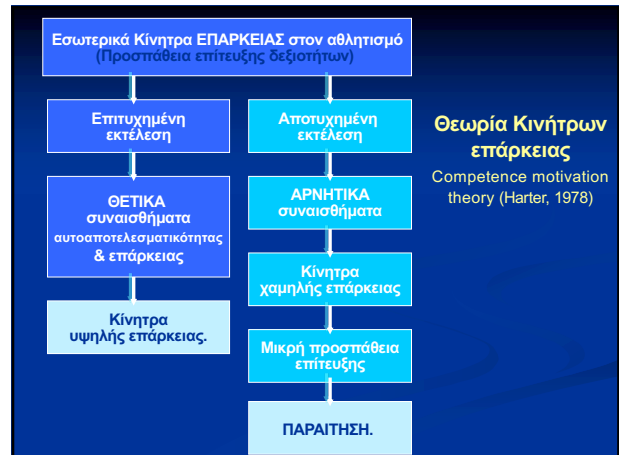 Εσωτερικά Κίνητρα ΕΠΑΡΚΕΙΑΣ στον αθλητισμό
(Προσπάθεια επίτευξης δεξιοτήτων)
Επιτυχημένη
εκτέλεση
ΘΕΤΙΚΑ
συναισθήματα
αυτοαποτελεσματικότητας
& επάρκειας
Κίνητρα
υψηλής επάρκειας.
Αποτυχημένη
εκτέλεση
ΑΡΝΗΤΙΚΑ
συναισθήματα
Κίνητρα
χαμηλής επάρκειας
Μικρή προσπάθεια
επίτευξης
ΠΑΡΑΙΤΗΣΗ.
Θεωρία Κινήτρων
επάρκειας
Competence motivation
theory (Harter, 1978)